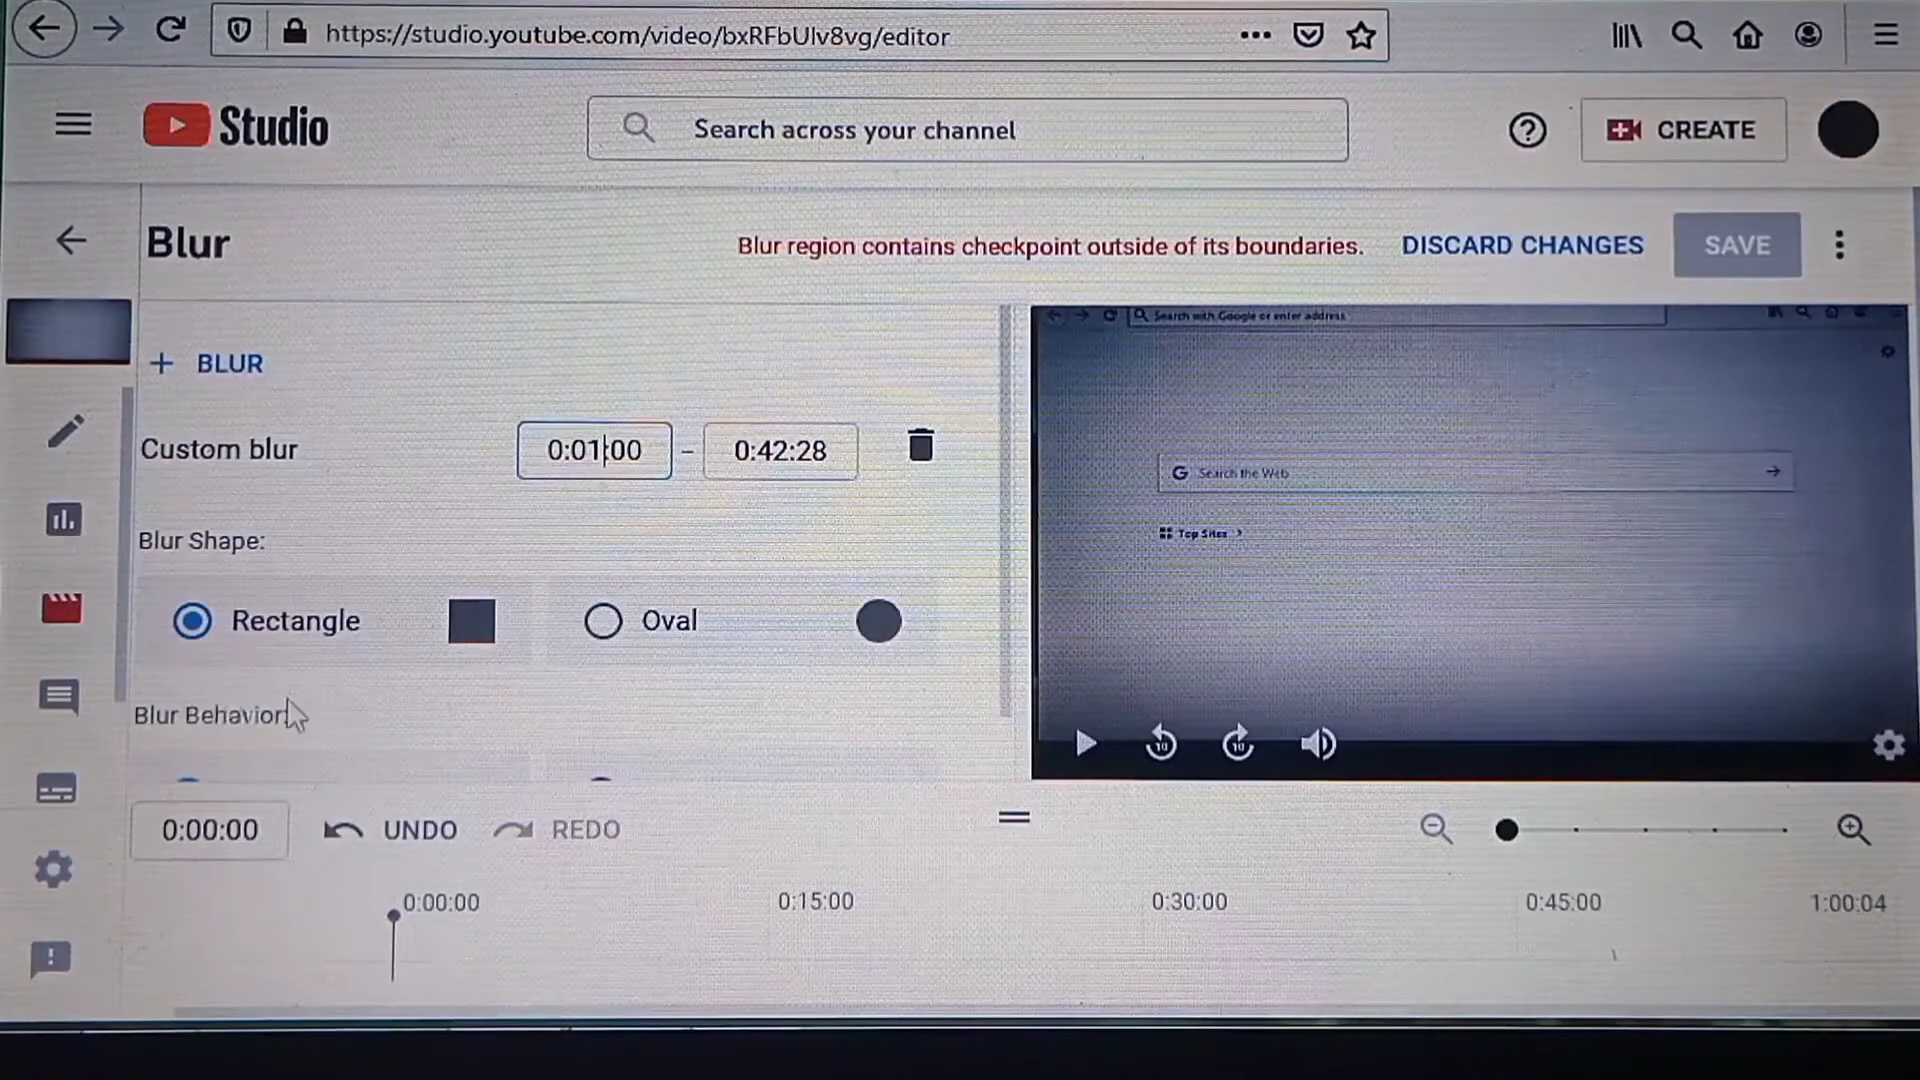 https://studio.youtube.com/video/bxRFbUlv8vg/editor
Studio
Search across your channel
CREATE
Blur
Blur region contains checkpoint outside of its boundaries.
DISCARD CHANGES
SAVE
+ BLUR
Custom blur
0:01:00 – 0:42:28
Blur Shape:
Rectangle
Oval
Blur Behavior:
Search with Google or enter address
G Search the Web
Top Sites
10
10
0:00:00
UNDO
REDO
0:00:00
0:15:00
0:30:00
0:45:00
1:00:04